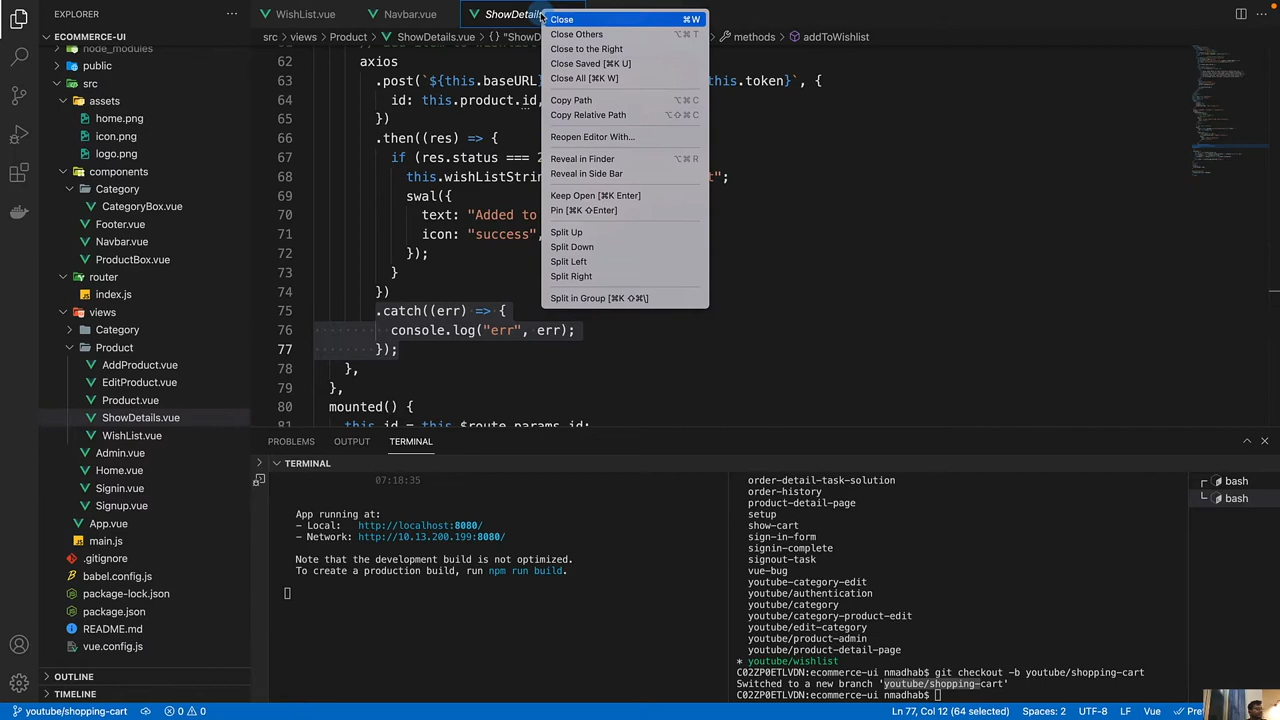 EXPLORER
···
WishList.vue
Navbar.vue
ShowDetails
ECOMMERCE-UI
src > views > Product > ShowDetails.vue > {} "ShowD
methods > addToWishlist
node_modules
public
src
assets
home.png
icon.png
logo.png
components
Category
CategoryBox.vue
Footer.vue
Navbar.vue
ProductBox.vue
router
index.js
views
Category
Product
AddProduct.vue
EditProduct.vue
Product.vue
ShowDetails.vue
WishList.vue
Admin.vue
Home.vue
Signin.vue
Signup.vue
App.vue
main.js
.gitignore
babel.config.js
package-lock.json
package.json
README.md
vue.config.js
OUTLINE
TIMELINE
62 axios
63 .post(`${this.baseURL} this.token}`, {
64 id: this.product.id,
65 })
66 .then((res) => {
67 if (res.status === 2
68 this.wishListStrin t";
69 swal({
70 text: "Added to
71 icon: "success",
72 });
73 }
74 })
75 .catch((err) => {
76 console.log("err", err);
77 });
78 },
79 },
80 mounted() {
81 this.id = this.$route.params.id;
Close ⌘W
Close Others ⌥⌘T
Close to the Right
Close Saved [⌘K U]
Close All [⌘K W]
Copy Path ⌥⌘C
Copy Relative Path ⌥⇧⌘C
Reopen Editor With...
Reveal in Finder ⌥⌘R
Reveal in Side Bar
Keep Open [⌘K Enter]
Pin [⌘K ⇧Enter]
Split Up
Split Down
Split Left
Split Right
Split in Group [⌘K ⇧⌘\]
PROBLEMS OUTPUT TERMINAL
TERMINAL
07:18:35
App running at:
- Local: http://localhost:8080/
- Network: http://10.13.200.199:8080/
Note that the development build is not optimized.
To create a production build, run npm run build.
order-detail-task-solution
order-history
product-detail-page
setup
show-cart
sign-in-form
signin-complete
signout-task
vue-bug
youtube-category-edit
youtube/authentication
youtube/category
youtube/category-product-edit
youtube/edit-category
youtube/product-admin
youtube/product-detail-page
* youtube/wishlist
C02ZP0ETLVDN:ecommerce-ui nmadhab$ git checkout -b youtube/shopping-cart
Switched to a new branch 'youtube/shopping-cart'
C02ZP0ETLVDN:ecommerce-ui nmadhab$
bash
bash
youtube/shopping-cart 0 0
Ln 77, Col 12 (64 selected) Spaces: 2 UTF-8 LF Vue